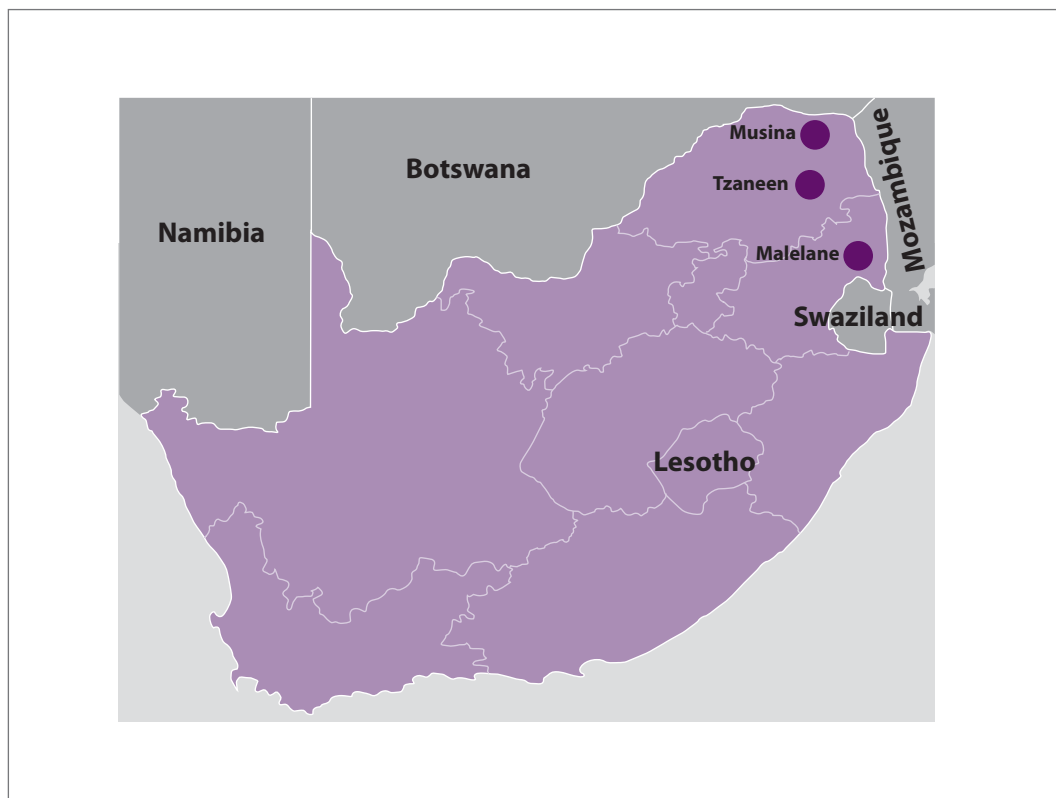 Musina
Botswana
Mozambique
Tzaneen
Namibia
Malelane
Swaziland
Lesotho